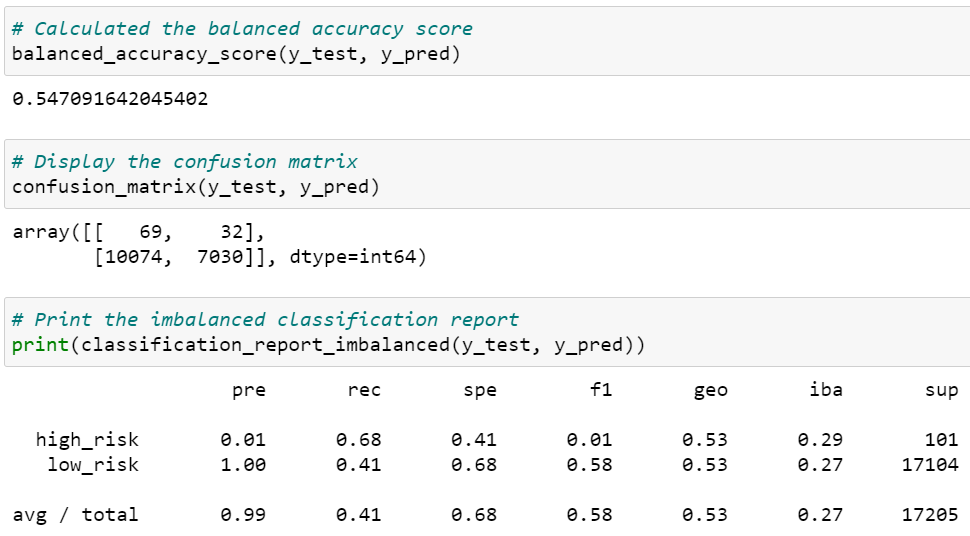 # Calculated the balanced accuracy score
balanced_accuracy_score(y_test, y_pred)
0.547091642045402
# Display the confusion matrix
confusion_matrix(y_test, y_pred)
array([[   69,    32],
       [10074,  7030]], dtype=int64)
# Print the imbalanced classification report
print(classification_report_imbalanced(y_test, y_pred))
                   pre       rec       spe        f1       geo       iba       sup
  high_risk       0.01      0.68      0.41      0.01      0.53      0.29       101
   low_risk       1.00      0.41      0.68      0.58      0.53      0.27     17104
avg / total       0.99      0.41      0.68      0.58      0.53      0.27     17205